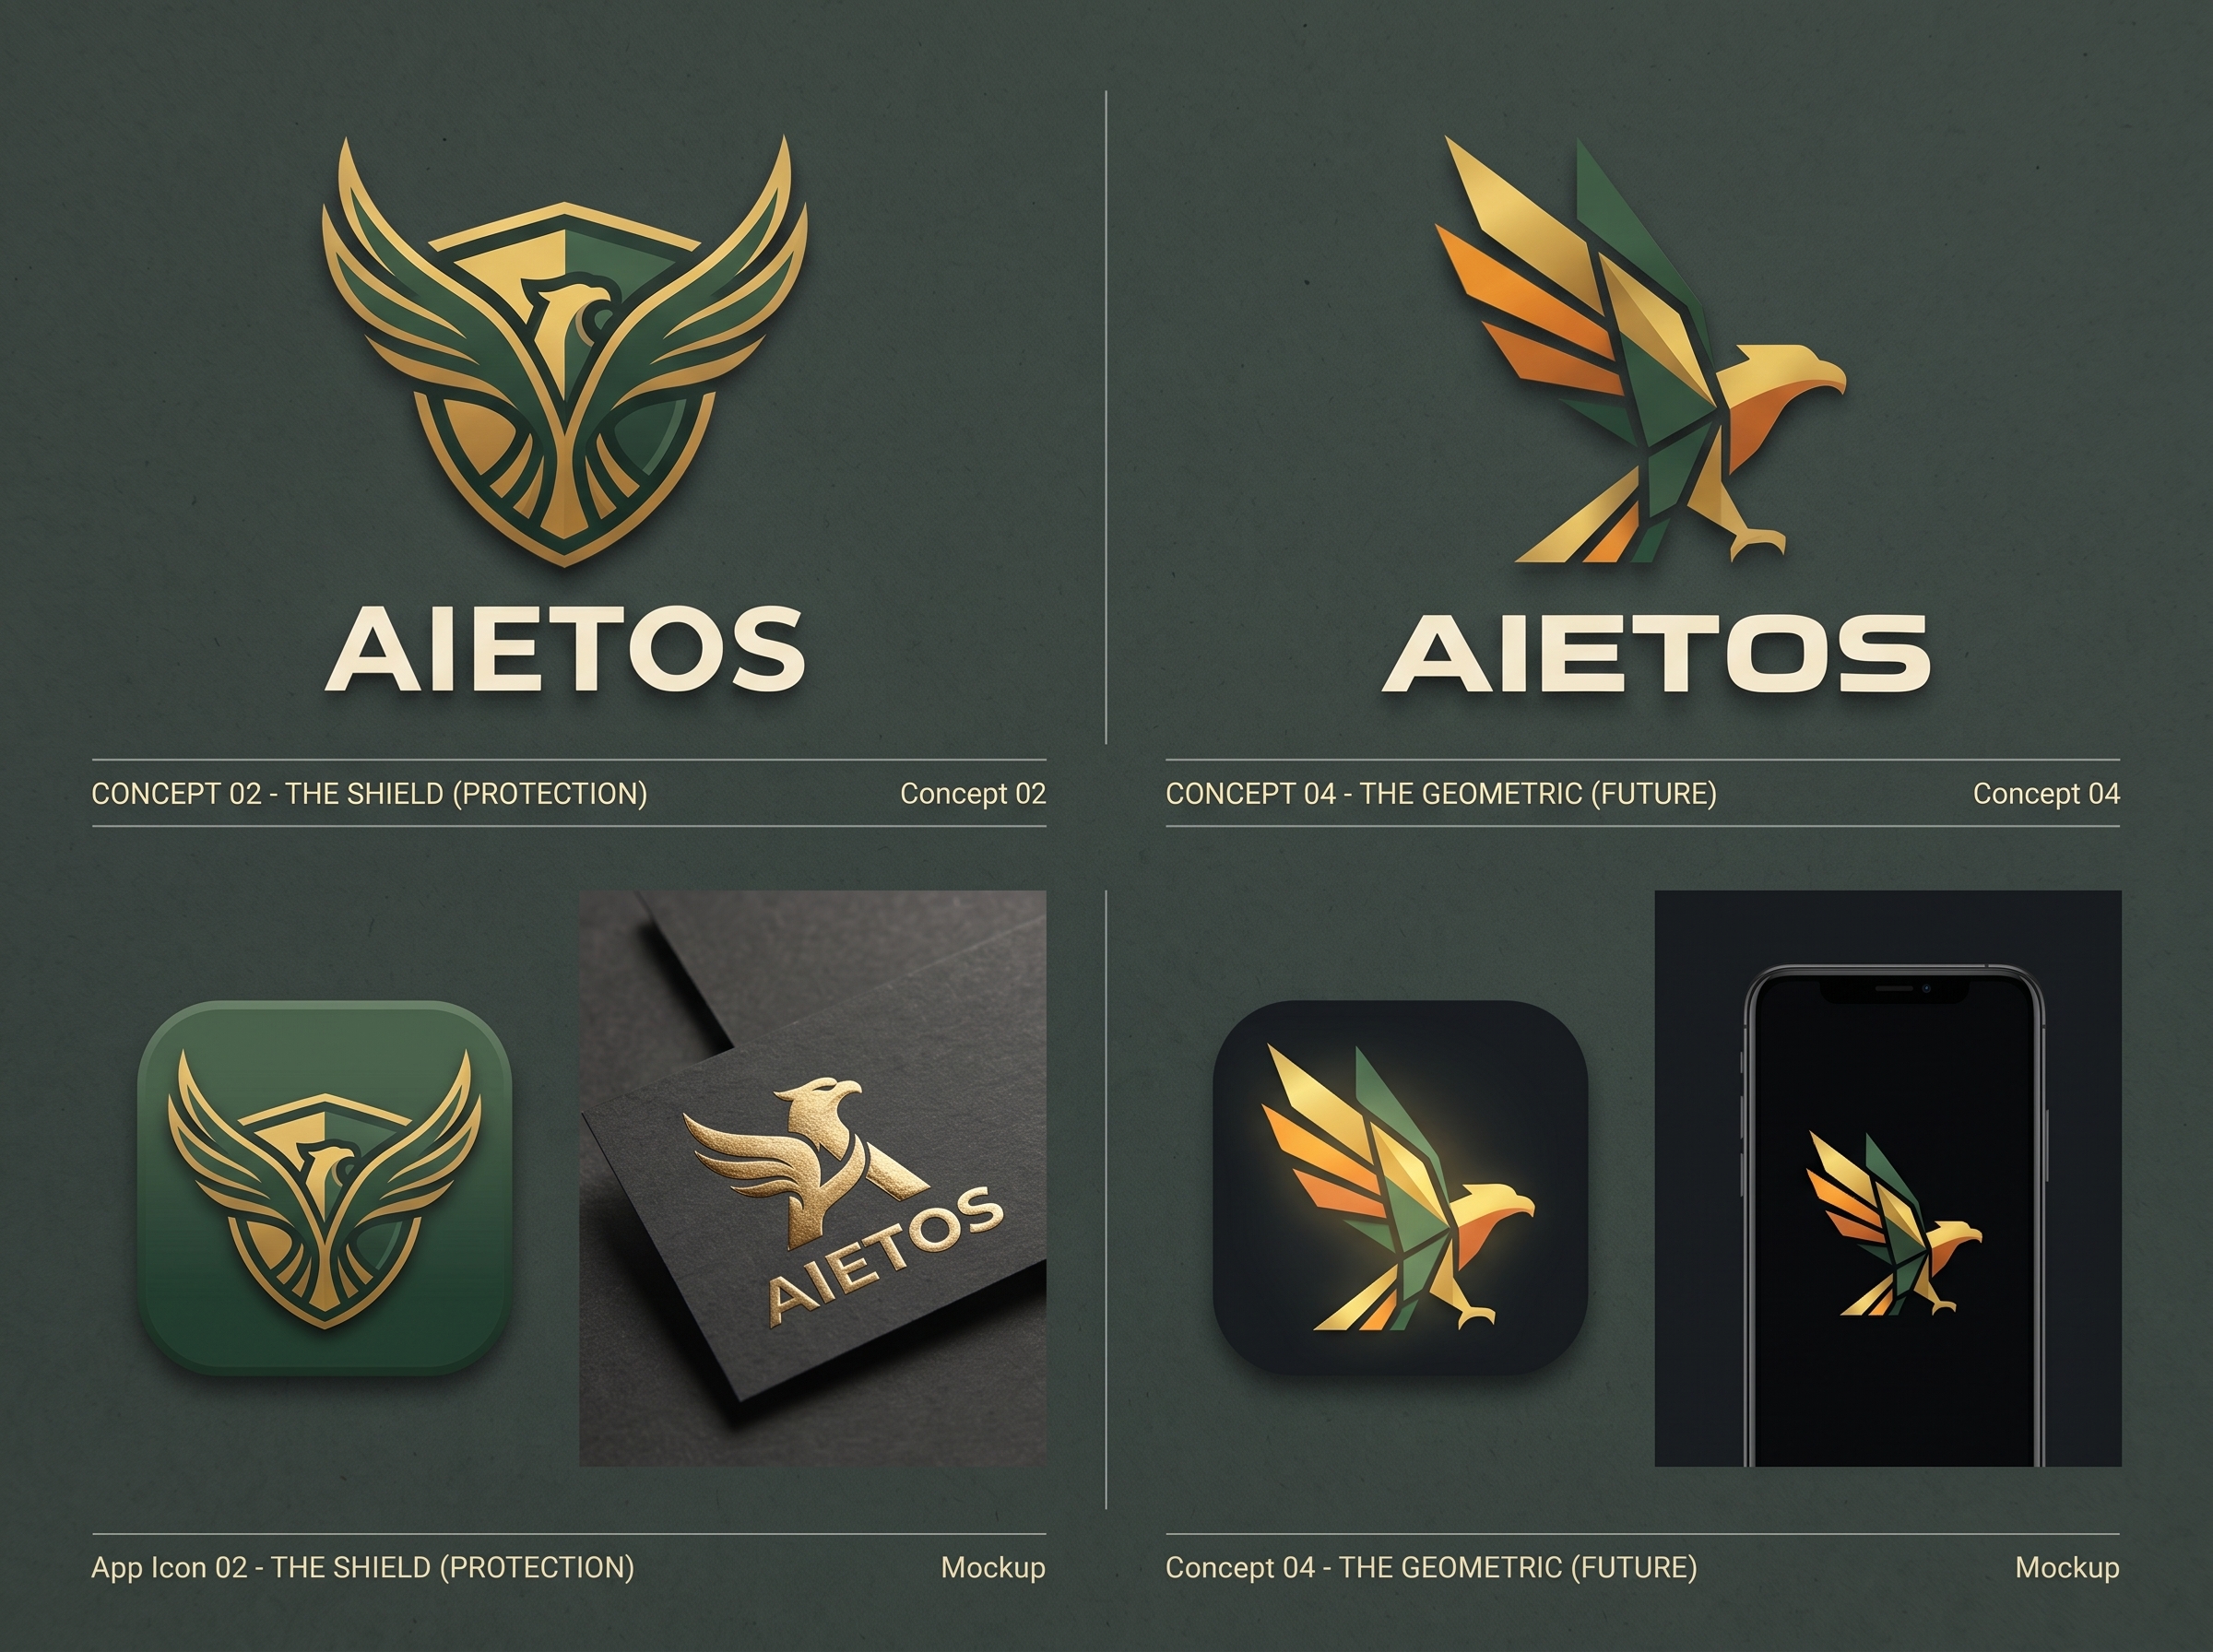 AIETOS
CONCEPT 02 - THE SHIELD (PROTECTION)
Concept 02
AIETOS
CONCEPT 04 - THE GEOMETRIC (FUTURE)
Concept 04
AIETOS
App Icon 02 - THE SHIELD (PROTECTION)
Mockup
Concept 04 - THE GEOMETRIC (FUTURE)
Mockup